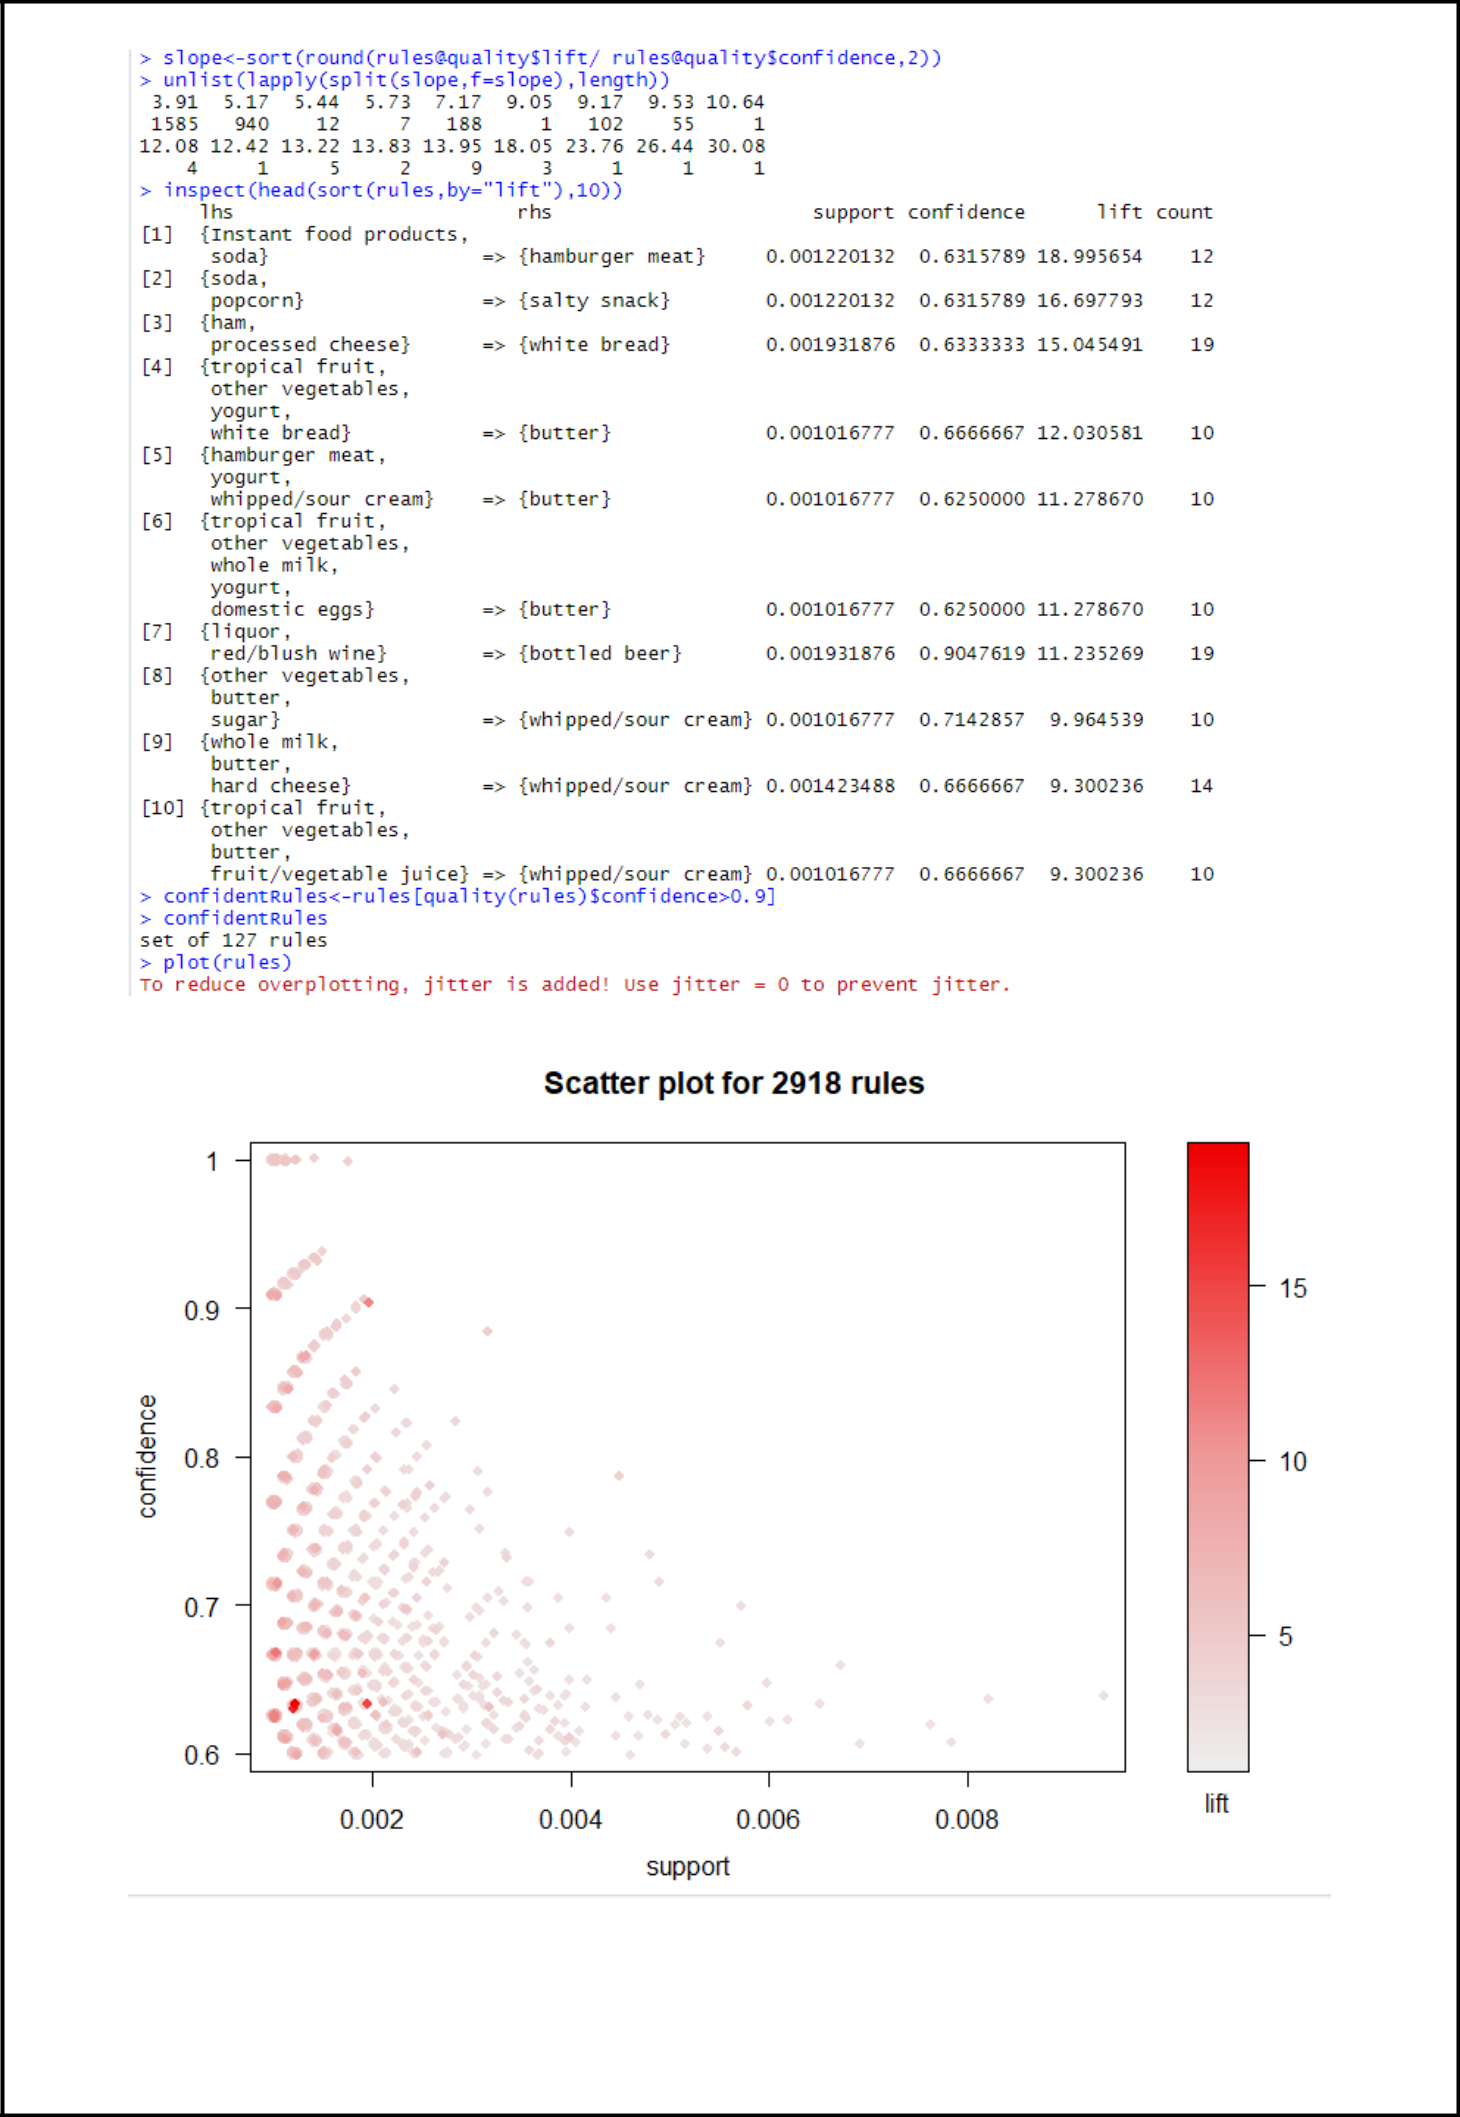 > slope<-sort(round(rules@quality$lift/ rules@quality$confidence,2))
> unlist(lapply(split(slope,f=slope),length))
3.91 5.17 5.44 5.73 7.17 9.05 9.17 9.53 10.64
1585 940 12 7 188 1 102 55 1
12.08 12.42 13.22 13.83 13.95 18.05 23.76 26.44 30.08
4 1 5 2 9 3 1 1 1
> inspect(head(sort(rules,by="lift"),10))
lhs rhs support confidence lift count
[1] {Instant food products,
soda} => {hamburger meat} 0.001220132 0.6315789 18.995654 12
[2] {soda,
popcorn} => {salty snack} 0.001220132 0.6315789 16.697793 12
[3] {ham,
processed cheese} => {white bread} 0.001931876 0.6333333 15.045491 19
[4] {tropical fruit,
other vegetables,
yogurt,
white bread} => {butter} 0.001016777 0.6666667 12.030581 10
[5] {hamburger meat,
yogurt,
whipped/sour cream} => {butter} 0.001016777 0.6250000 11.278670 10
[6] {tropical fruit,
other vegetables,
whole milk,
yogurt,
domestic eggs} => {butter} 0.001016777 0.6250000 11.278670 10
[7] {liquor,
red/blush wine} => {bottled beer} 0.001931876 0.9047619 11.235269 19
[8] {other vegetables,
butter,
sugar} => {whipped/sour cream} 0.001016777 0.7142857 9.964539 10
[9] {whole milk,
butter,
hard cheese} => {whipped/sour cream} 0.001423488 0.6666667 9.300236 14
[10] {tropical fruit,
other vegetables,
butter,
fruit/vegetable juice} => {whipped/sour cream} 0.001016777 0.6666667 9.300236 10
> confidentRules<-rules[quality(rules)$confidence>0.9]
> confidentRules
set of 127 rules
> plot(rules)
To reduce overplotting, jitter is added! Use jitter = 0 to prevent jitter.
Scatter plot for 2918 rules
1
0.9
0.8
0.7
0.6
confidence
0.002 0.004 0.006 0.008
support
15
10
5
lift